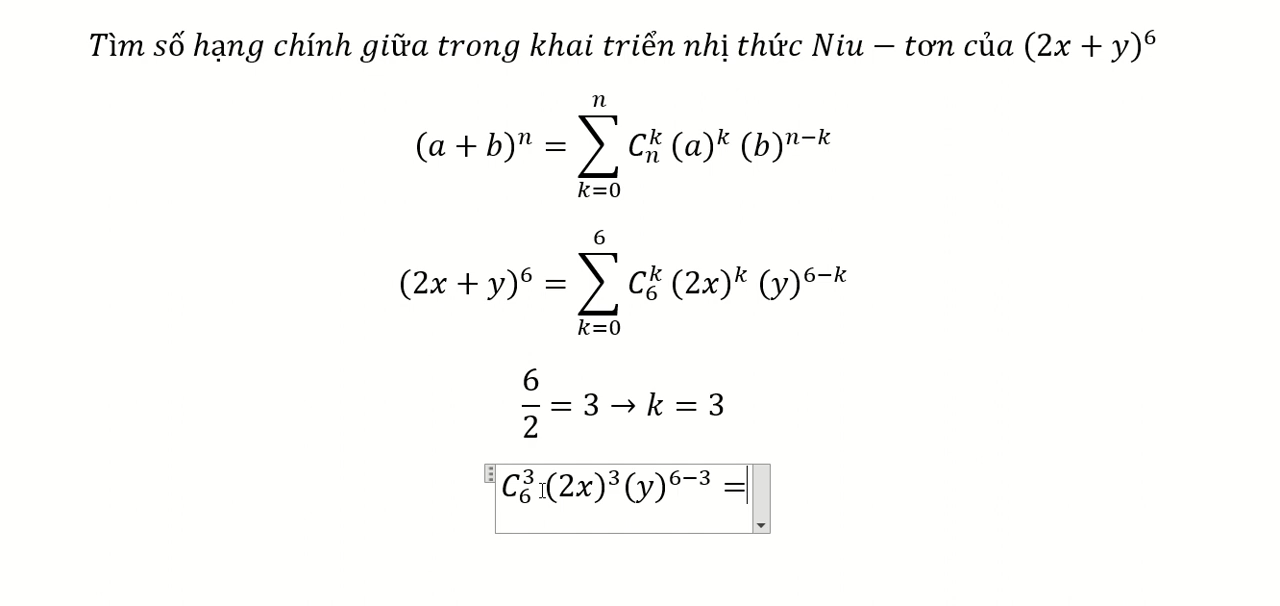 Tìm số hạng chính giữa trong khai triển nhị thức Niu − tơn của (2x + y)⁶
(a + b)ⁿ = ∑_{k=0}^{n} C_n^k (a)^k (b)^{n−k}
(2x + y)⁶ = ∑_{k=0}^{6} C_6^k (2x)^k (y)^{6−k}
6/2 = 3 → k = 3
C_6^3 (2x)³(y)^{6−3} =